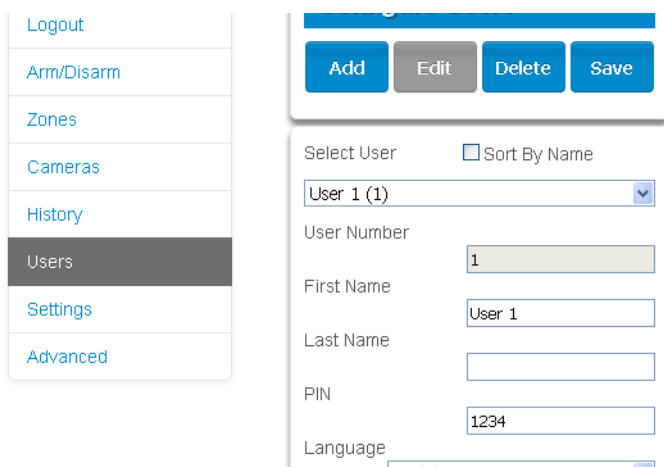 Logout
Arm/Disarm
Zones
Cameras
History
Users
Settings
Advanced
Add Edit Delete Save
Select User Sort By Name
User 1 (1)
User Number
1
First Name
User 1
Last Name
PIN
1234
Language